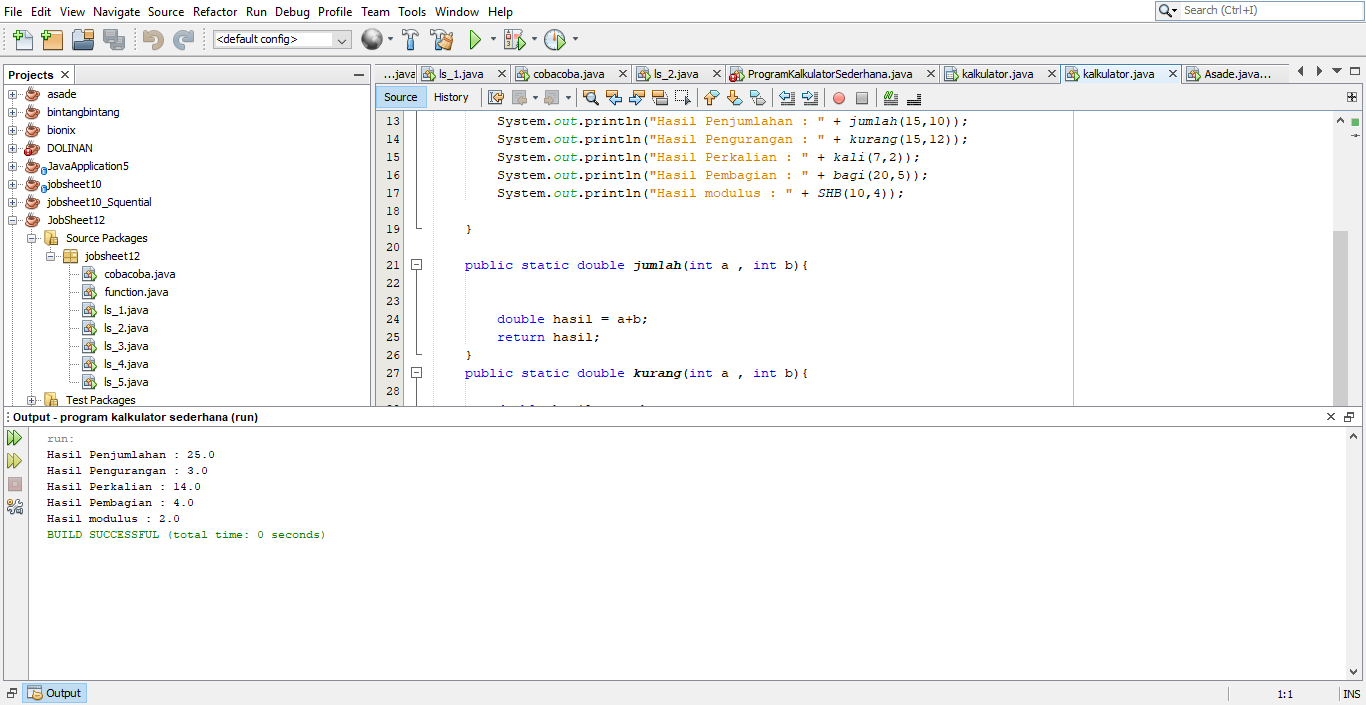 File Edit View Navigate Source Refactor Run Debug Profile Team Tools Window Help
Search (Ctrl+I)
<default config>
Projects
asade
bintangbintang
bionix
DOLINAN
JavaApplication5
jobsheet10
jobsheet10_Squential
JobSheet12
Source Packages
jobsheet12
cobacoba.java
function.java
ls_1.java
ls_2.java
ls_3.java
ls_4.java
ls_5.java
Test Packages
...java ls_1.java cobacoba.java ls_2.java ProgramKalkulatorSederhana.java kalkulator.java kalkulator.java Asade.java...
Source History
13 System.out.println("Hasil Penjumlahan : " + jumlah(15,10));
14 System.out.println("Hasil Pengurangan : " + kurang(15,12));
15 System.out.println("Hasil Perkalian : " + kali(7,2));
16 System.out.println("Hasil Pembagian : " + bagi(20,5));
17 System.out.println("Hasil modulus : " + SHB(10,4));
18
19 }
20
21 public static double jumlah(int a , int b){
22
23
24 double hasil = a+b;
25 return hasil;
26 }
27 public static double kurang(int a , int b){
28
Output - program kalkulator sederhana (run)
run:
Hasil Penjumlahan : 25.0
Hasil Pengurangan : 3.0
Hasil Perkalian : 14.0
Hasil Pembagian : 4.0
Hasil modulus : 2.0
BUILD SUCCESSFUL (total time: 0 seconds)
Output
1:1 INS